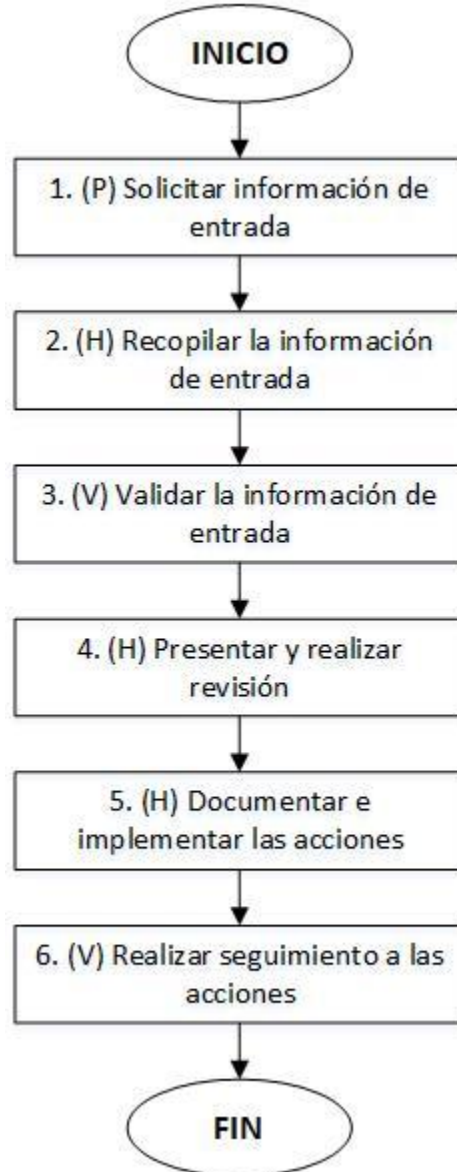 INICIO
1. (P) Solicitar información de
entrada
2. (H) Recopilar la información
de entrada
3. (V) Validar la información de
entrada
4. (H) Presentar y realizar
revisión
5. (H) Documentar e
implementar las acciones
6. (V) Realizar seguimiento a las
acciones
FIN